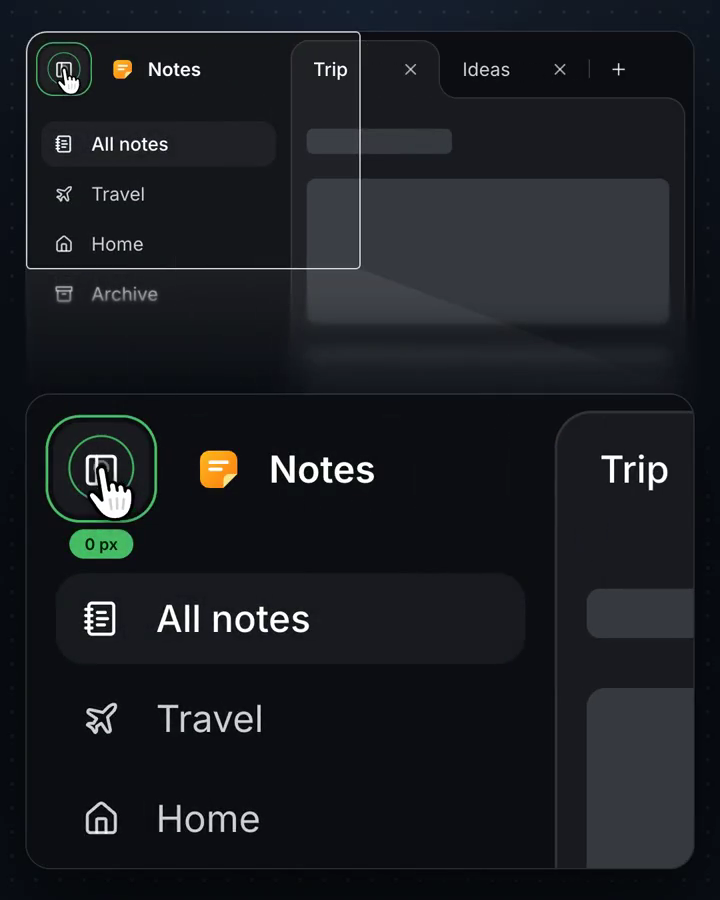 Notes
Trip
Ideas
All notes
Travel
Home
Archive
Notes
Trip
0 px
All notes
Travel
Home